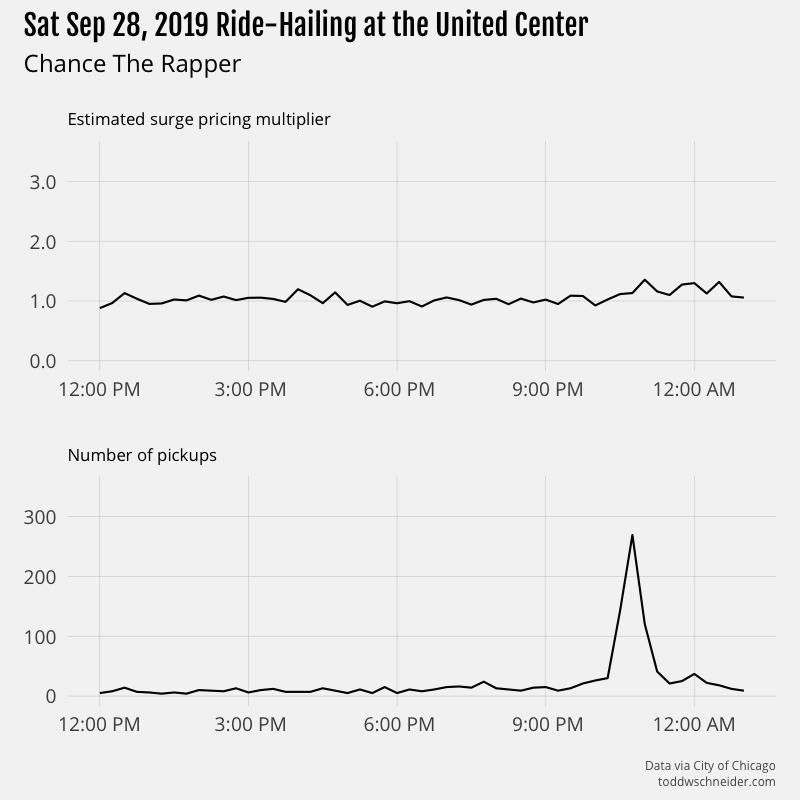 Sat Sep 28, 2019 Ride-Hailing at the United Center
Chance The Rapper
Estimated surge pricing multiplier
3.0
2.0
1.0
0.0
12:00 PM 3:00 PM 6:00 PM 9:00 PM 12:00 AM
Number of pickups
300
200
100
0
12:00 PM 3:00 PM 6:00 PM 9:00 PM 12:00 AM
Data via City of Chicago
toddwschneider.com